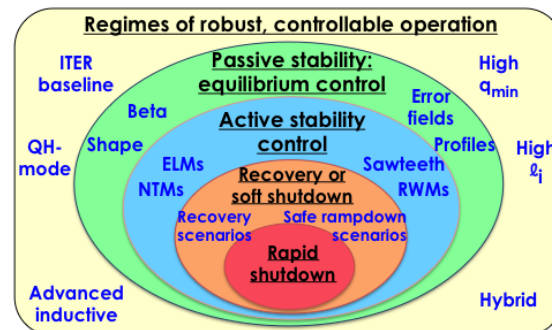 Regimes of robust, controllable operation
ITER
baseline
Passive stability:
equilibrium control
High
qmin
Beta
Error
fields
QH-
mode
Shape
Active stability
control
Profiles
High
ℓi
ELMs
Sawteeth
NTMs
RWMs
Recovery or
soft shutdown
Recovery
scenarios
Safe rampdown
scenarios
Rapid
shutdown
Advanced
inductive
Hybrid